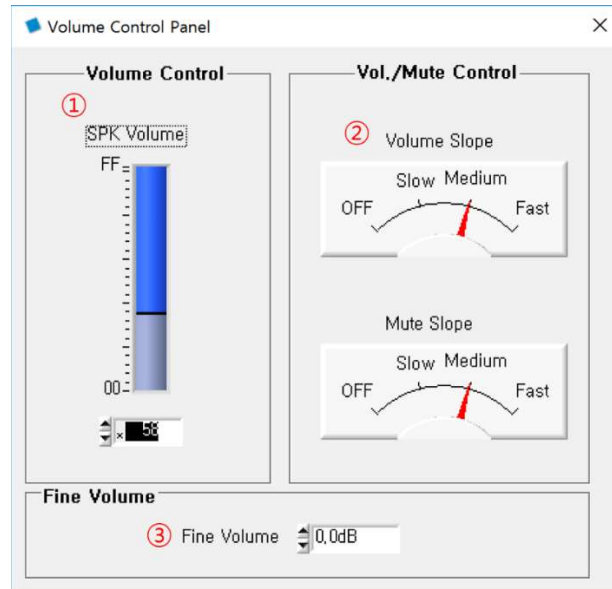 Volume Control Panel
Volume Control
①
SPK Volume
FF
00
× 58
Vol./Mute Control
② Volume Slope
OFF Slow Medium Fast
Mute Slope
OFF Slow Medium Fast
Fine Volume
③ Fine Volume 0,0dB